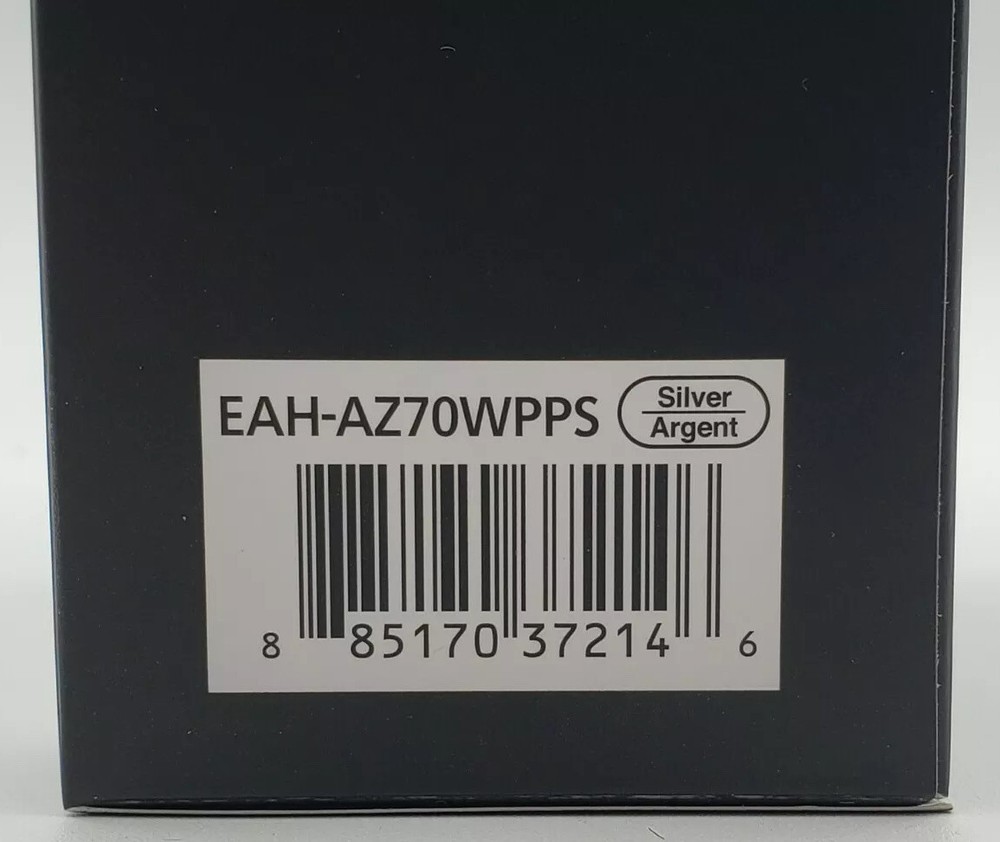 EAH-AZ70WPPS
Silver
Argent
8 85170 37214 6